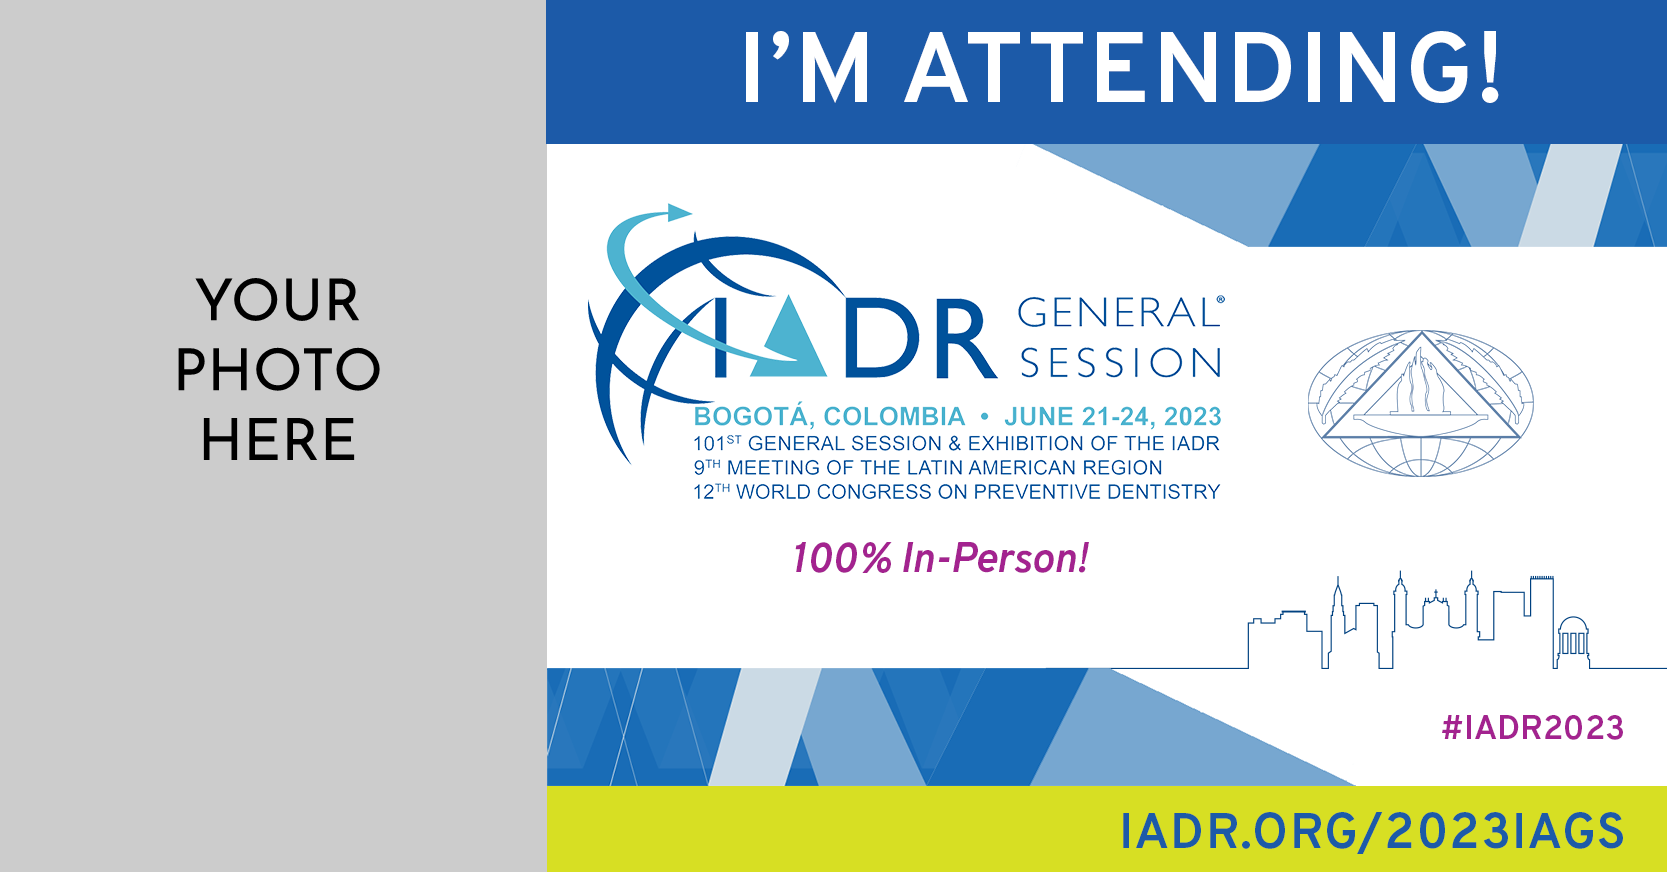 YOUR
PHOTO
HERE
I'M ATTENDING!
IADR GENERAL®
SESSION
BOGOTÁ, COLOMBIA • JUNE 21-24, 2023
101ST GENERAL SESSION & EXHIBITION OF THE IADR
9TH MEETING OF THE LATIN AMERICAN REGION
12TH WORLD CONGRESS ON PREVENTIVE DENTISTRY
100% In-Person!
#IADR2023
IADR.ORG/2023IAGS